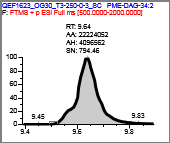 QEF1623_OG30_T3-250-0-3_SC PME-DAG-34:2
F: FTMS + p ESI Full ms [500.0000-2000.0000]
RT: 9.64
AA: 22224052
AH: 4096562
SN: 794.46
100
80
60
40
20
0
9.45
9.83
9.4
9.6
9.8